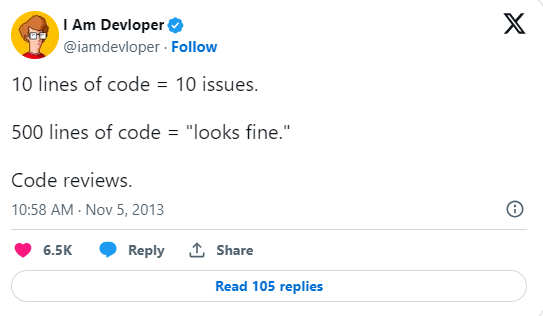 I Am Devloper
@iamdevloper · Follow
10 lines of code = 10 issues.
500 lines of code = "looks fine."
Code reviews.
10:58 AM · Nov 5, 2013
6.5K Reply Share
Read 105 replies